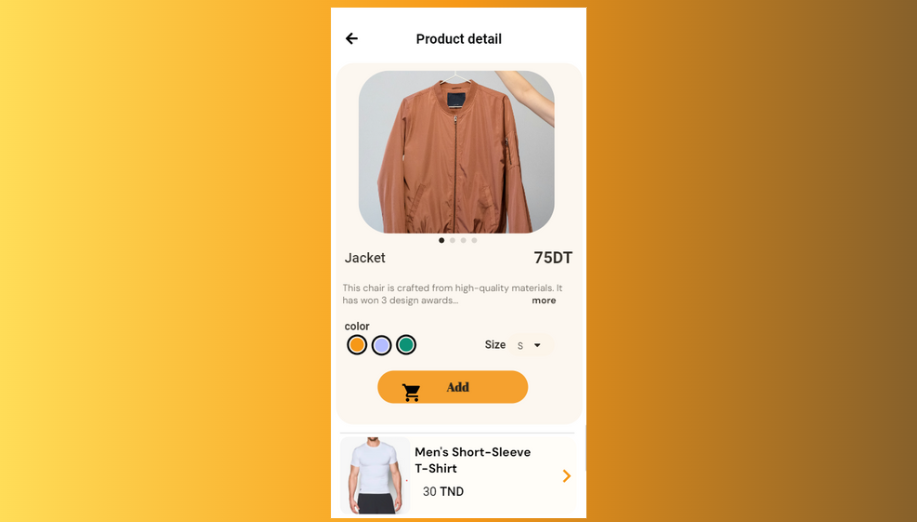 Product detail
Jacket
75DT
This chair is crafted from high-quality materials. It
has won 3 design awards... more
color
Size S
Add
Men's Short-Sleeve
T-Shirt
30 TND